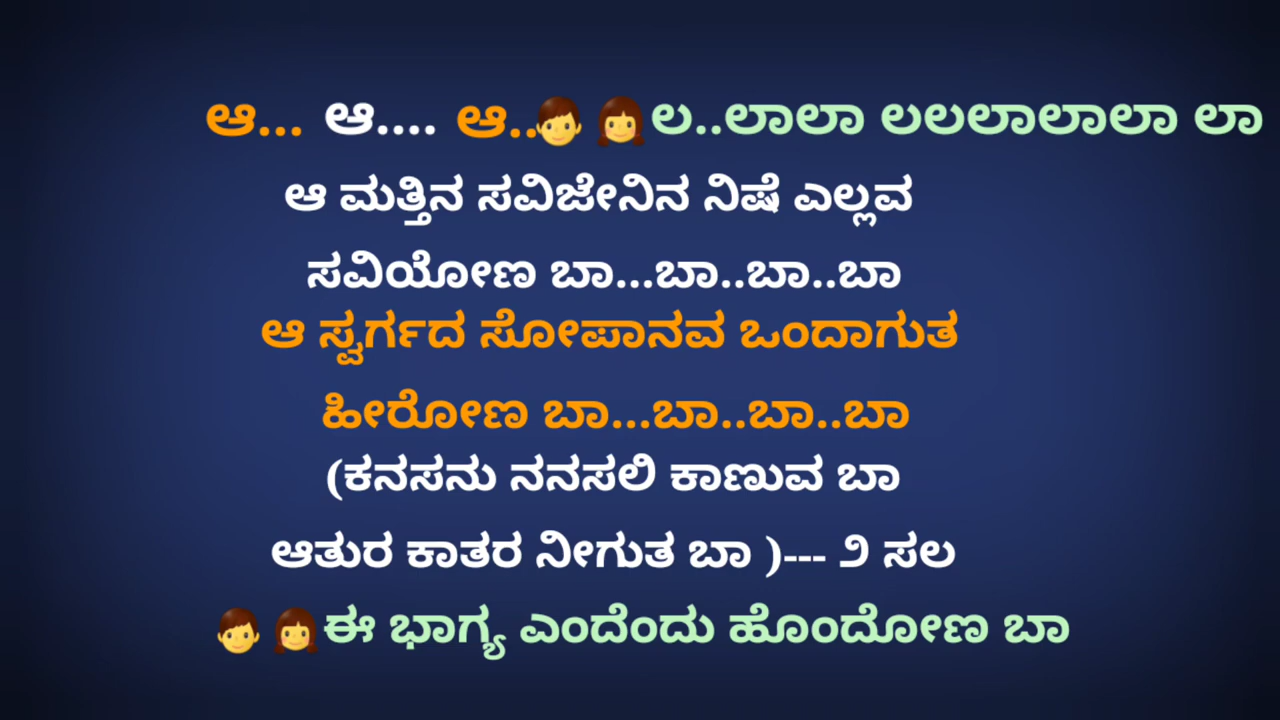 ಆ... ಆ.... ಆ..👦👧ಲ..ಲಾಲಾ ಲಲಲಾಲಾಲಾ ಲಾ
ಆ ಮತ್ತಿನ ಸವಿಜೇನಿನ ನಿಷೆ ಎಲ್ಲವ
ಸವಿಯೋಣ ಬಾ...ಬಾ..ಬಾ..ಬಾ
ಆ ಸ್ವರ್ಗದ ಸೋಪಾನವ ಒಂದಾಗುತ
ಹೀರೋಣ ಬಾ...ಬಾ..ಬಾ..ಬಾ
(ಕನಸನು ನನಸಲಿ ಕಾಣುವ ಬಾ
ಆತುರ ಕಾತರ ನೀಗುತ ಬಾ )--- ೨ ಸಲ
👦👧ಈ ಭಾಗ್ಯ ಎಂದೆಂದು ಹೊಂದೋಣ ಬಾ